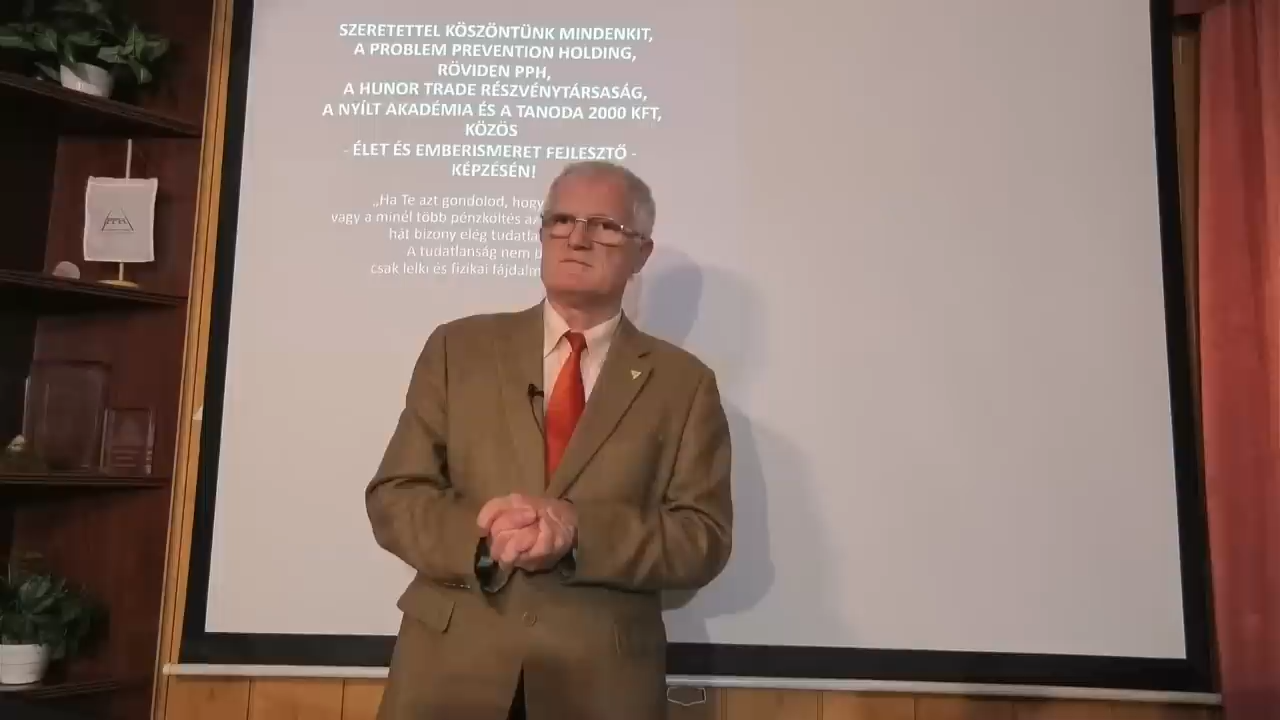 SZERETETTEL KÖSZÖNTÜNK MINDENKIT,
A PROBLEM PREVENTION HOLDING,
RÖVIDEN PPH,
A HUNOR TRADE RÉSZVÉNYTÁRSASÁG,
A NYÍLT AKADÉMIA ÉS A TANODA 2000 KFT,
KÖZÖS
- ÉLET ÉS EMBERISMERET FEJLESZTŐ -
KÉPZÉSÉN!
„Ha Te azt gondolod, hogy
vagy a minél több pénzköltés az
hát bizony elég tudatla
A tudatlanság nem b
csak lelki és fizikai fájdalm